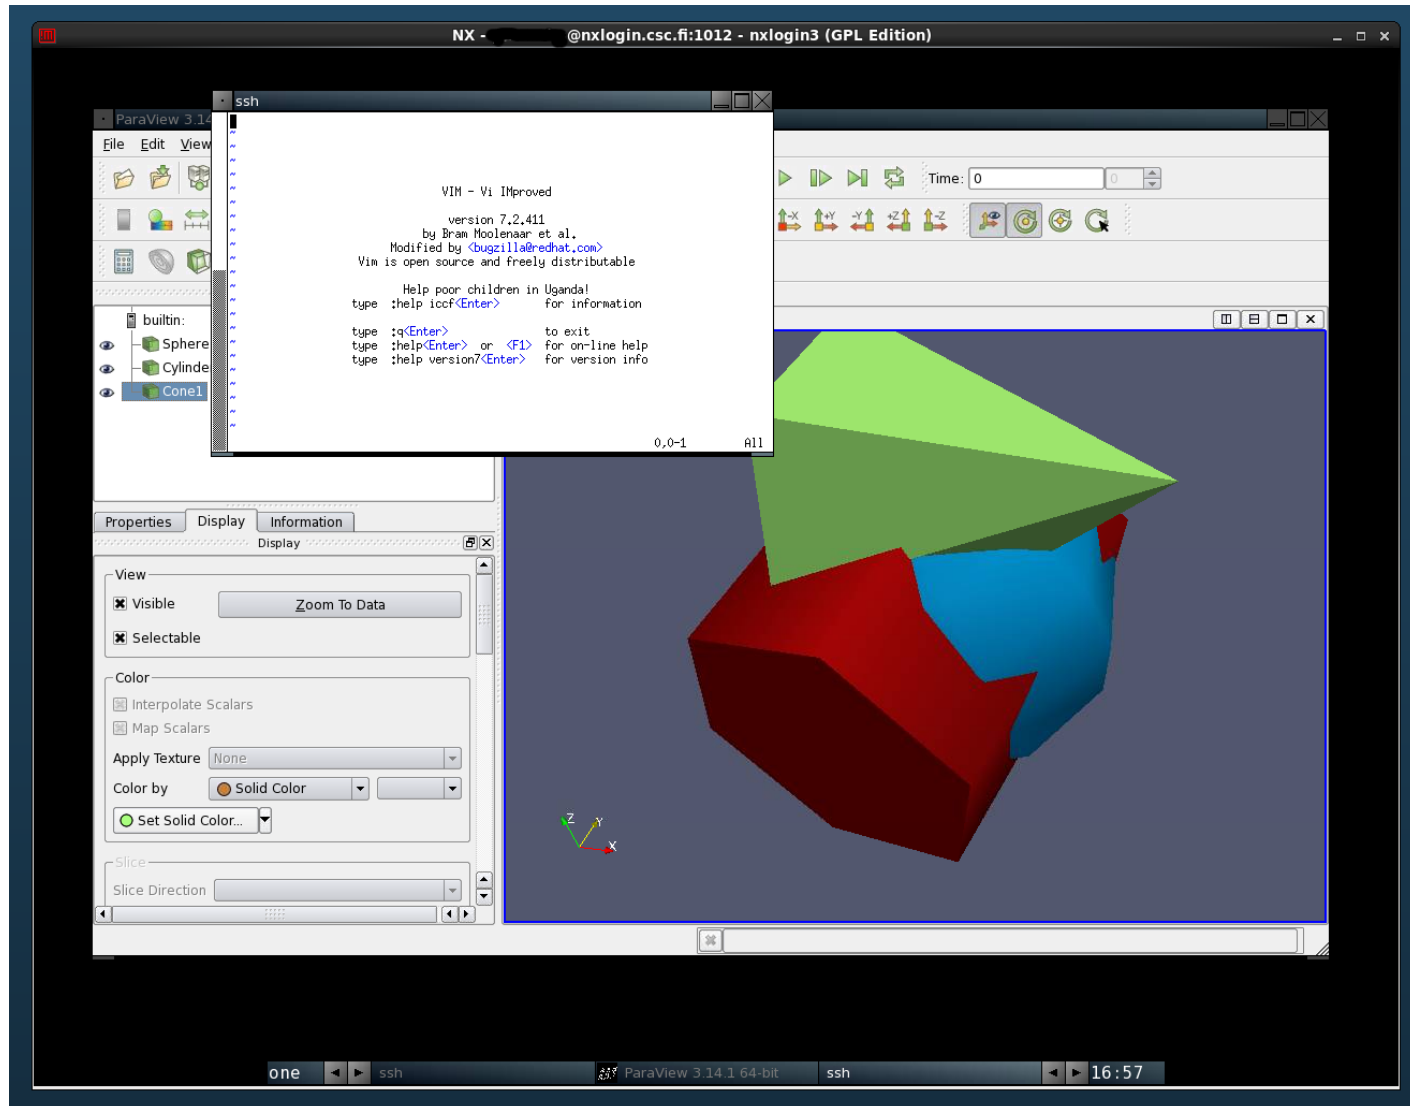 NX - @nxlogin.csc.fi:1012 - nxlogin3 (GPL Edition)
ssh
ParaView 3.14
File Edit View
Time: 0 0
-X +Y -Y +Z -Z
VIM - Vi IMproved
version 7.2.411
by Bram Moolenaar et al.
Modified by <bugzilla@redhat.com>
Vim is open source and freely distributable
Help poor children in Uganda!
type :help iccf<Enter> for information
type :q<Enter> to exit
type :help<Enter> or <F1> for on-line help
type :help version7<Enter> for version info
0,0-1 All
builtin:
Sphere
Cylinde
Cone1
Properties Display Information
Display
View
Visible Zoom To Data
Selectable
Color
Interpolate Scalars
Map Scalars
Apply Texture None
Color by Solid Color
Set Solid Color...
Slice
Slice Direction
Z Y
X
one ssh ParaView 3.14.1 64-bit ssh 16:57